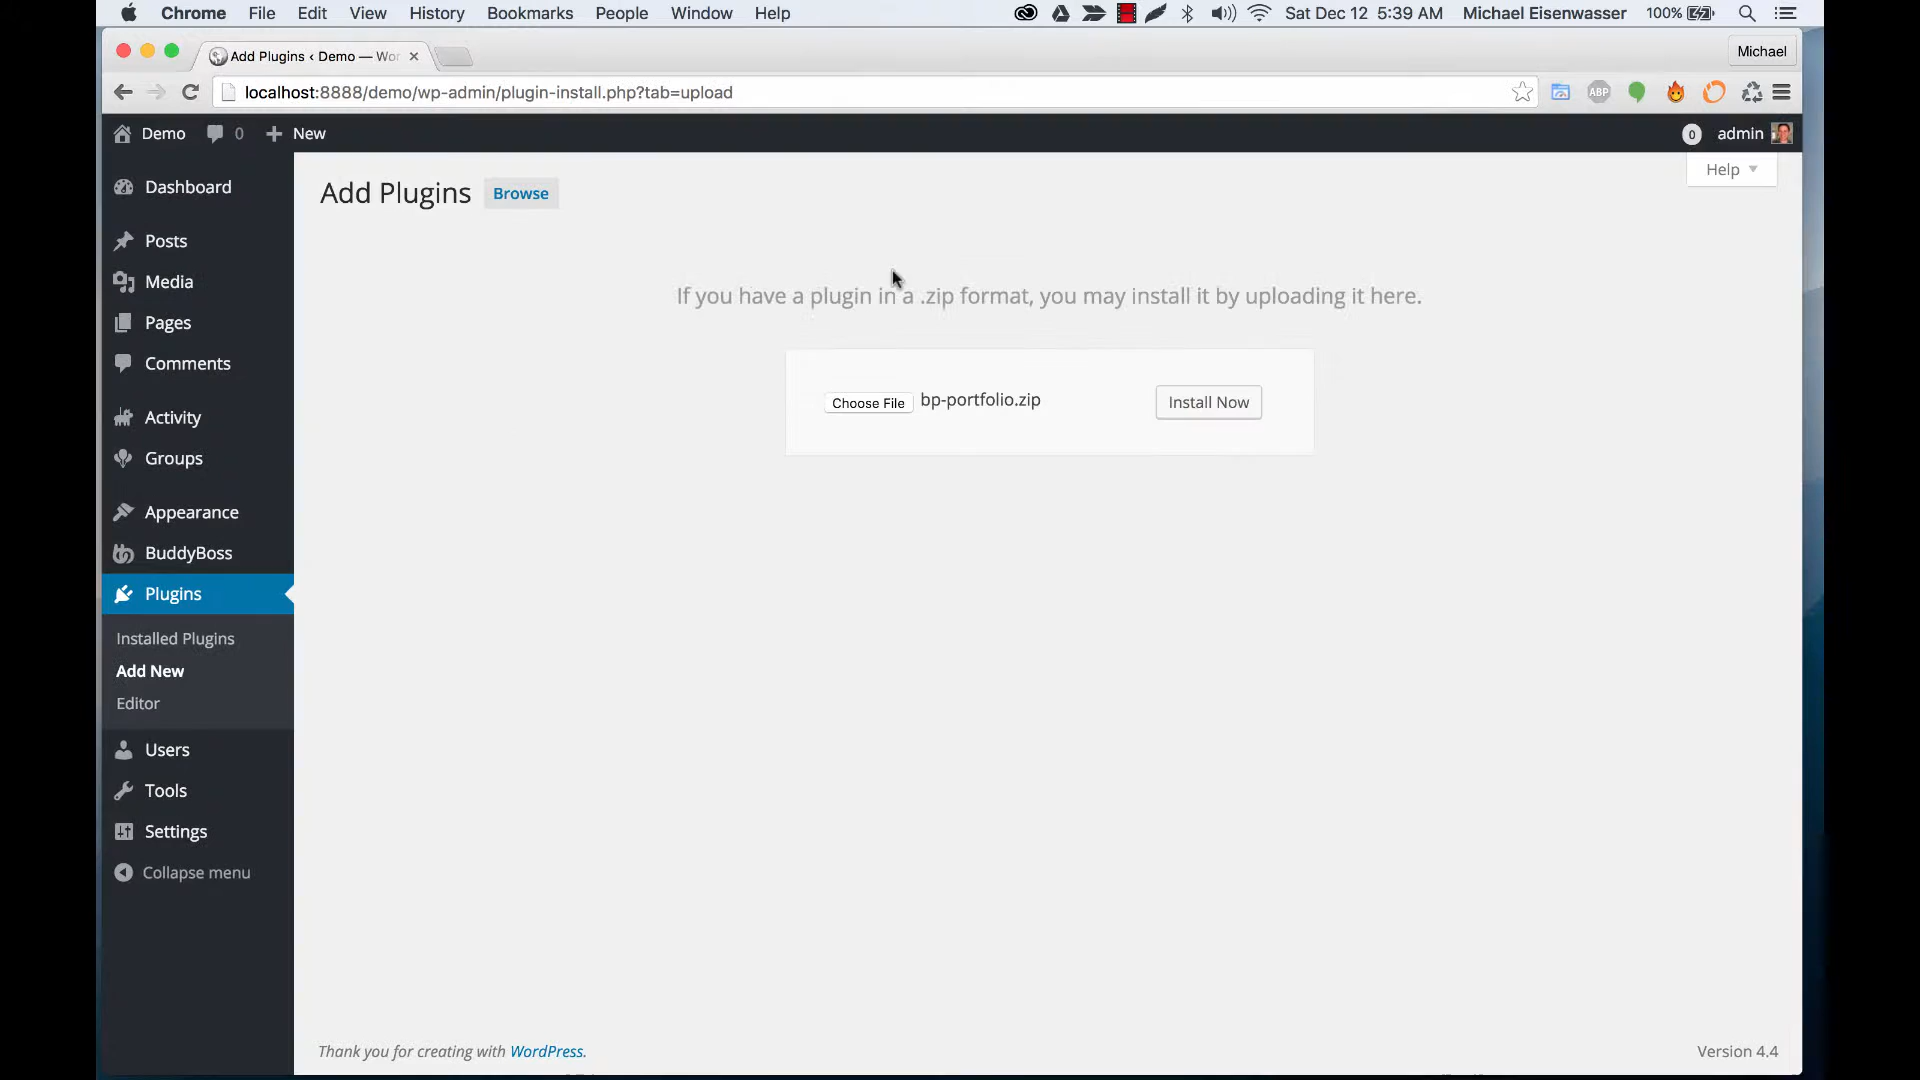 Chrome File Edit View History Bookmarks People Window Help Sat Dec 12 5:39 AM Michael Eisenwasser 100%
Add Plugins ‹ Demo — Wor Michael
localhost:8888/demo/wp-admin/plugin-install.php?tab=upload ABP
Demo 0 New 0 admin
Help
Add Plugins Browse
Dashboard
Posts
Media
Pages
Comments
Activity
Groups
Appearance
BuddyBoss
Plugins
Installed Plugins
Add New
Editor
Users
Tools
Settings
Collapse menu
If you have a plugin in a .zip format, you may install it by uploading it here.
Choose File bp-portfolio.zip Install Now
Thank you for creating with WordPress. Version 4.4